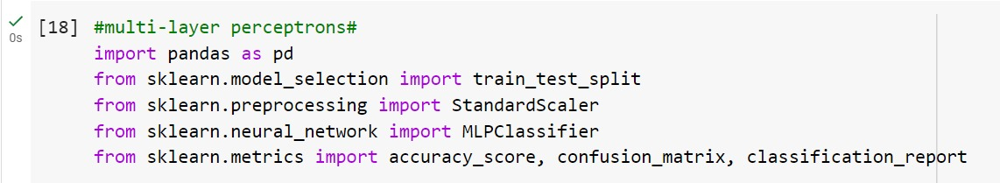 [18] #multi-layer perceptrons#
0s
import pandas as pd
from sklearn.model_selection import train_test_split
from sklearn.preprocessing import StandardScaler
from sklearn.neural_network import MLPClassifier
from sklearn.metrics import accuracy_score, confusion_matrix, classification_report